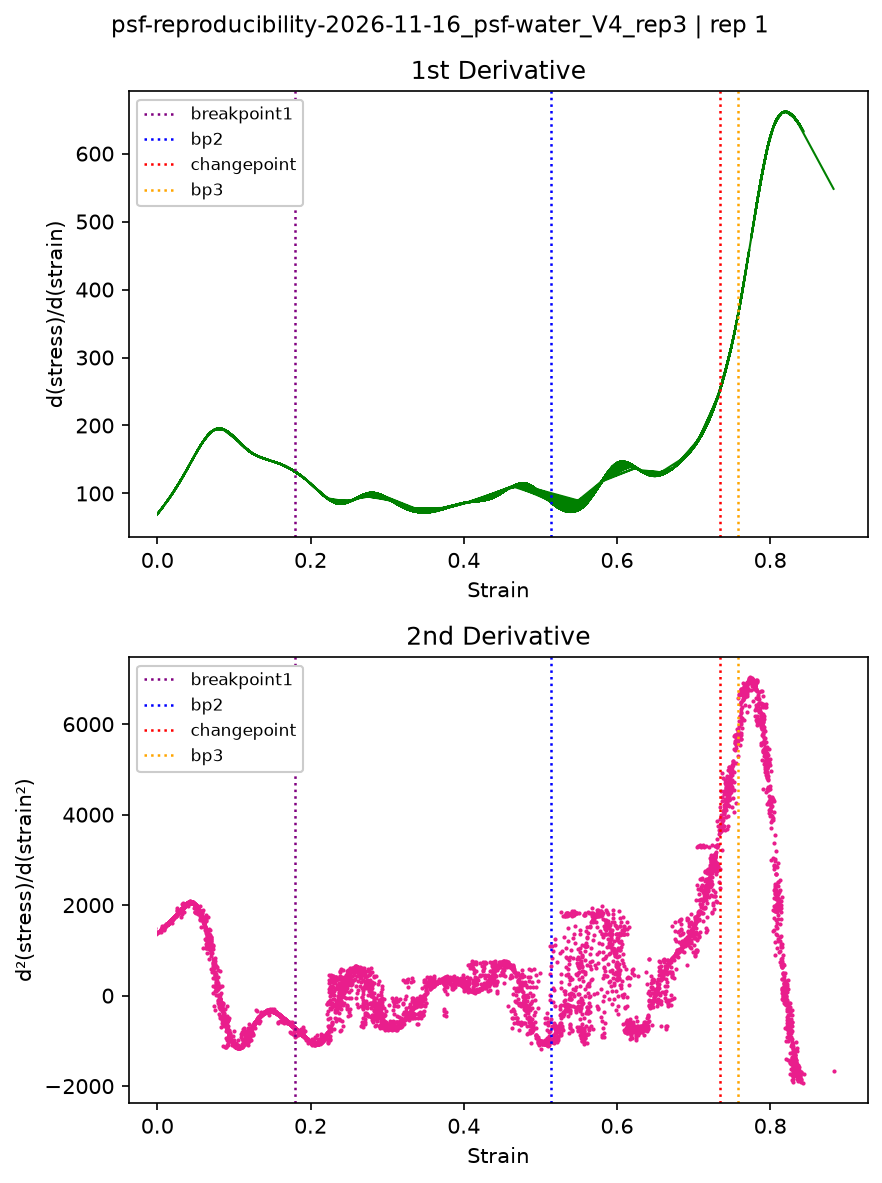 psf-reproducibility-2026-11-16_psf-water_V4_rep3 | rep 1
1st Derivative
breakpoint1
bp2
changepoint
bp3
600
500
400
300
200
100
d(stress)/d(strain)
0.0 0.2 0.4 0.6 0.8
Strain
2nd Derivative
breakpoint1
bp2
changepoint
bp3
6000
4000
2000
0
−2000
d²(stress)/d(strain²)
0.0 0.2 0.4 0.6 0.8
Strain